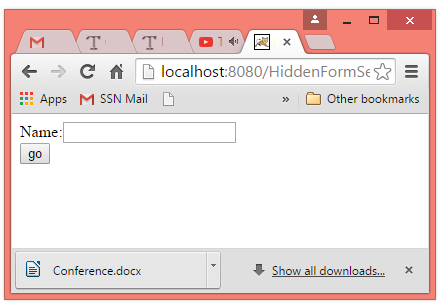 localhost:8080/HiddenFormSe
Apps SSN Mail » Other bookmarks
Name:
go
Conference.docx Show all downloads...